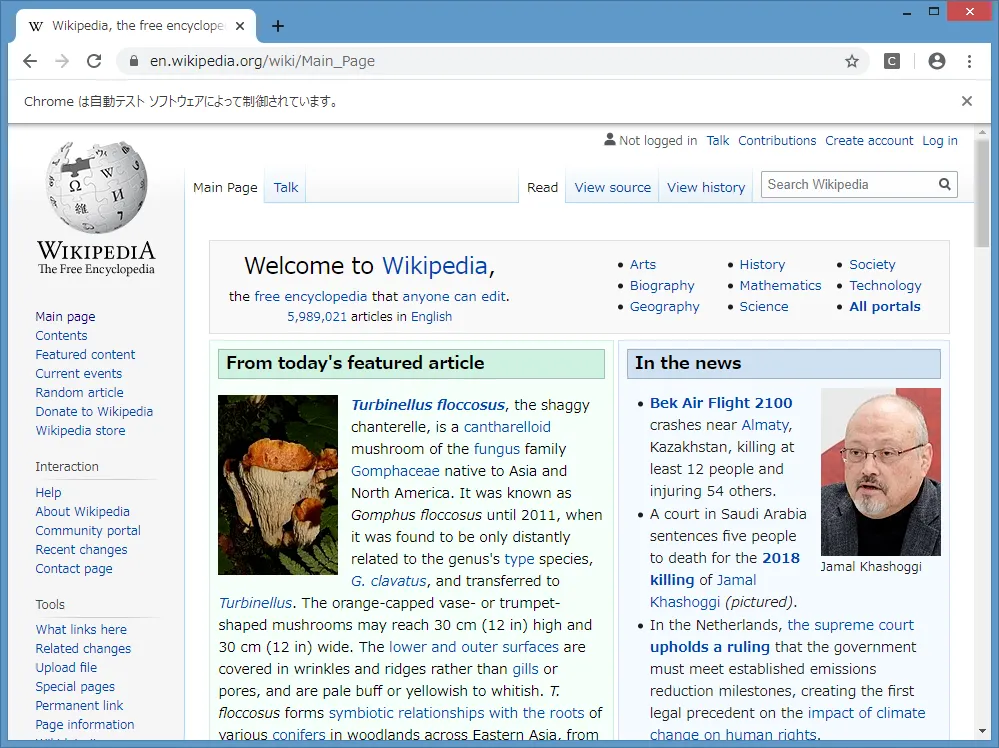 Wikipedia, the free encyclope
en.wikipedia.org/wiki/Main_Page
C
Chrome は自動テスト ソフトウェアによって制御されています。
Not logged in Talk Contributions Create account Log in
Main Page Talk Read View source View history Search Wikipedia
WIKIPEDIA
The Free Encyclopedia
Main page
Contents
Featured content
Current events
Random article
Donate to Wikipedia
Wikipedia store
Interaction
Help
About Wikipedia
Community portal
Recent changes
Contact page
Tools
What links here
Related changes
Upload file
Special pages
Permanent link
Page information
Welcome to Wikipedia,
the free encyclopedia that anyone can edit.
5,989,021 articles in English
Arts
Biography
Geography
History
Mathematics
Science
Society
Technology
All portals
From today's featured article
Turbinellus floccosus, the shaggy
chanterelle, is a cantharelloid
mushroom of the fungus family
Gomphaceae native to Asia and
North America. It was known as
Gomphus floccosus until 2011, when
it was found to be only distantly
related to the genus's type species,
G. clavatus, and transferred to
Turbinellus. The orange-capped vase- or trumpet-
shaped mushrooms may reach 30 cm (12 in) high and
30 cm (12 in) wide. The lower and outer surfaces are
covered in wrinkles and ridges rather than gills or
pores, and are pale buff or yellowish to whitish. T.
floccosus forms symbiotic relationships with the roots of
various conifers in woodlands across Eastern Asia, from
In the news
Bek Air Flight 2100
crashes near Almaty,
Kazakhstan, killing at
least 12 people and
injuring 54 others.
A court in Saudi Arabia
sentences five people
to death for the 2018
killing of Jamal
Khashoggi (pictured).
Jamal Khashoggi
In the Netherlands, the supreme court
upholds a ruling that the government
must meet established emissions
reduction milestones, creating the first
legal precedent on the impact of climate
change on human rights.